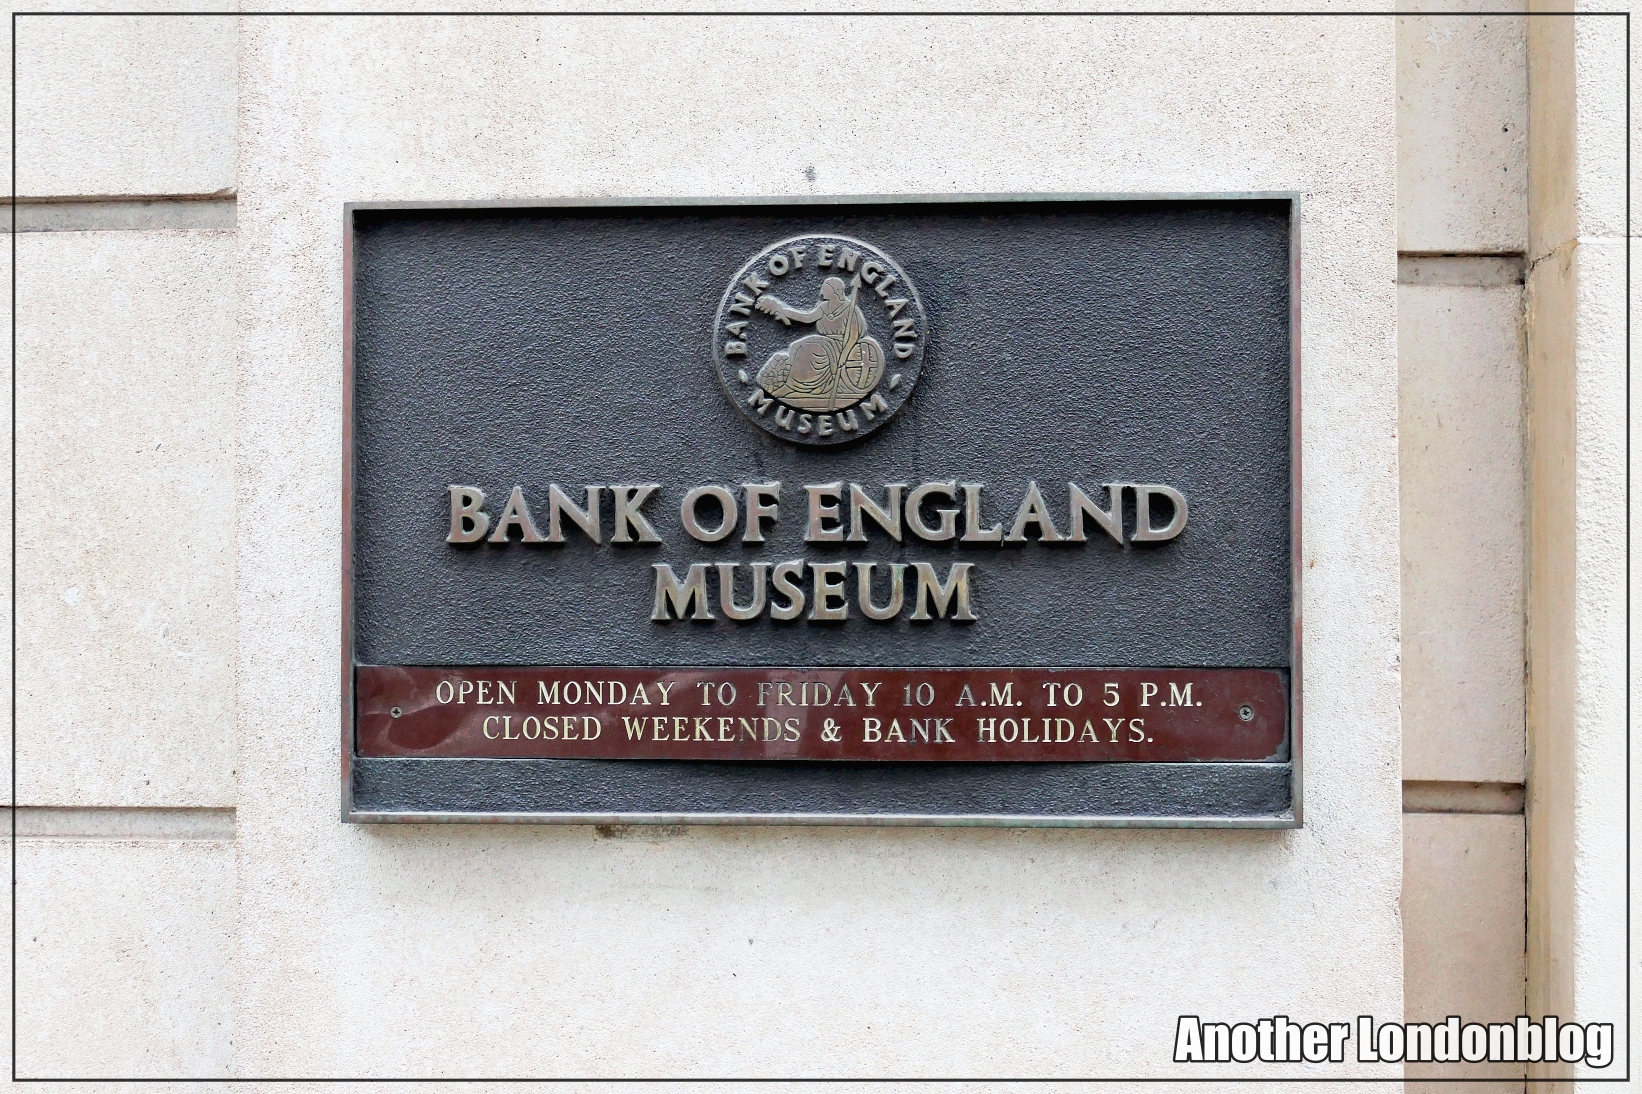 BANK OF ENGLAND
MUSEUM
BANK OF ENGLAND
MUSEUM
OPEN MONDAY TO FRIDAY 10 A.M. TO 5 P.M.
CLOSED WEEKENDS & BANK HOLIDAYS.
Another Londonblog